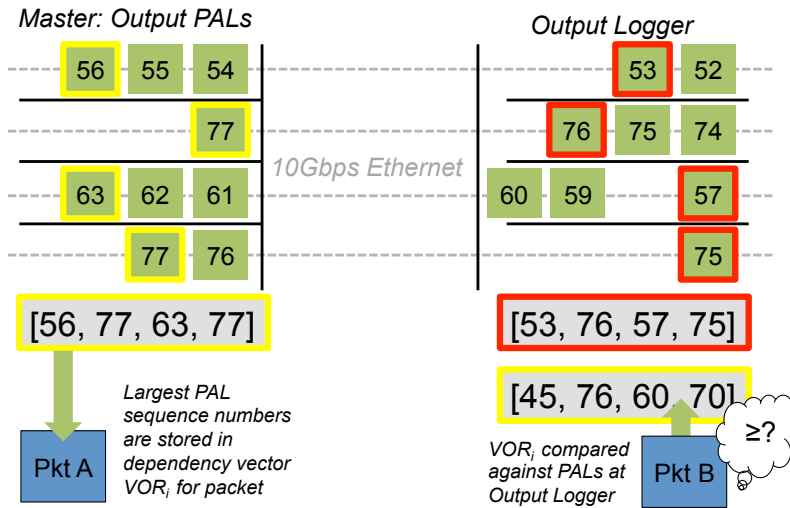 Master: Output PALs
Output Logger
56 55 54
53 52
77
76 75 74
10Gbps Ethernet
63 62 61
60 59 57
77 76
75
[56, 77, 63, 77]
[53, 76, 57, 75]
[45, 76, 60, 70]
Largest PAL
sequence numbers
are stored in
dependency vector
VORi for packet
Pkt A
VORi compared
against PALs at
Output Logger
Pkt B
≥?